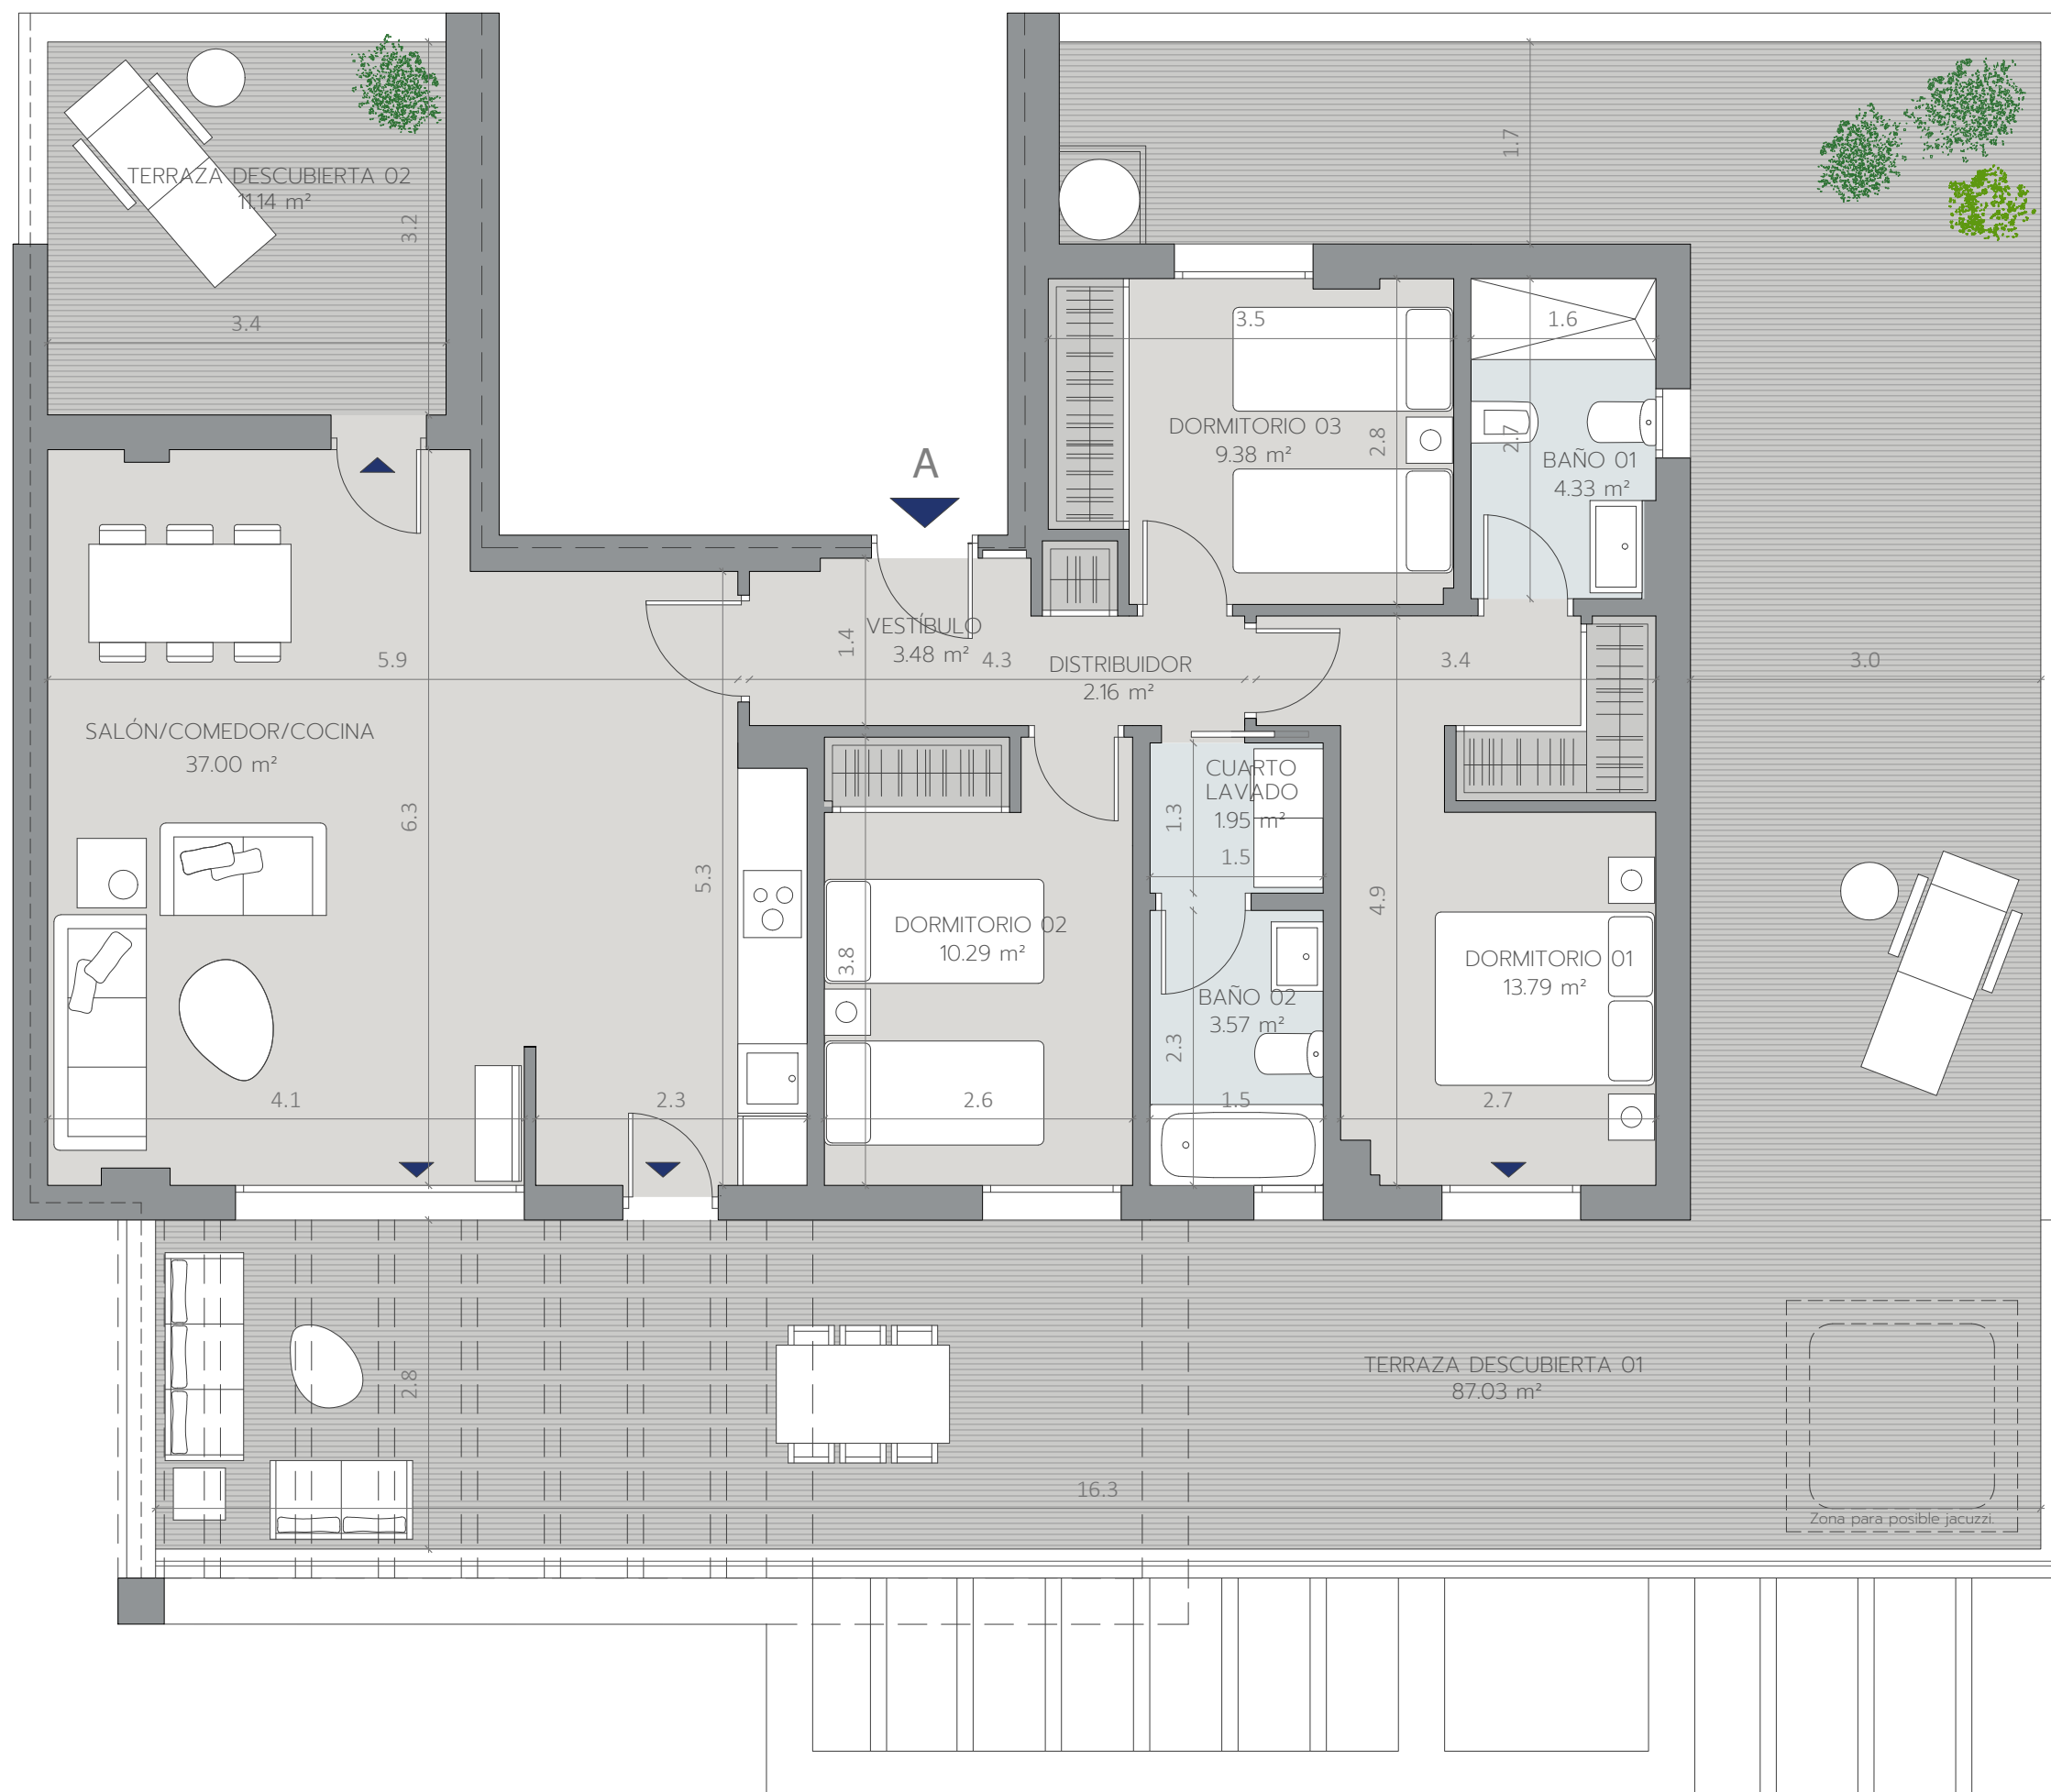 TERRAZA DESCUBIERTA 02
11.14 m²
3.2
3.4
1.7
A
3.5
1.6
DORMITORIO 03
9.38 m²
2.8
2.7
BAÑO 01
4.33 m²
VESTÍBULO
3.48 m²
1.4
4.3
DISTRIBUIDOR
2.16 m²
5.9
3.4
3.0
SALÓN/COMEDOR/COCINA
37.00 m²
6.3
5.3
CUARTO
LAVADO
1.95 m²
1.3
1.5
4.9
DORMITORIO 02
10.29 m²
3.8
DORMITORIO 01
13.79 m²
BAÑO 02
3.57 m²
2.3
4.1
2.3
2.6
1.5
2.7
2.8
TERRAZA DESCUBIERTA 01
87.03 m²
16.3
Zona para posible jacuzzi.